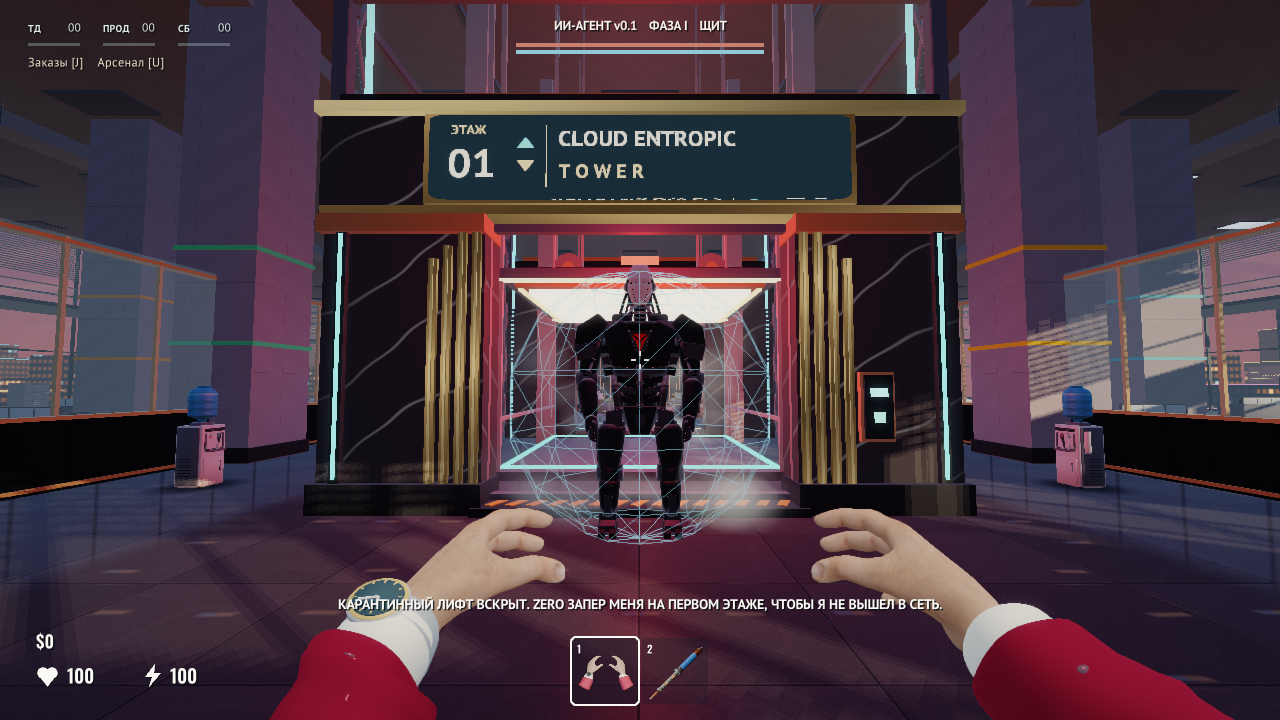 ТД 00 ПРОД 00 СБ 00
Заказы [J] Арсенал [U]
ИИ-АГЕНТ v0.1 ФАЗА I ЩИТ
ЭТАЖ
01
CLOUD ENTROPIC
TOWER
КАРАНТИННЫЙ ЛИФТ ВСКРЫТ. ZERO ЗАПЕР МЕНЯ НА ПЕРВОМ ЭТАЖЕ, ЧТОБЫ Я НЕ ВЫШЕЛ В СЕТЬ.
$0
100 100
1 2